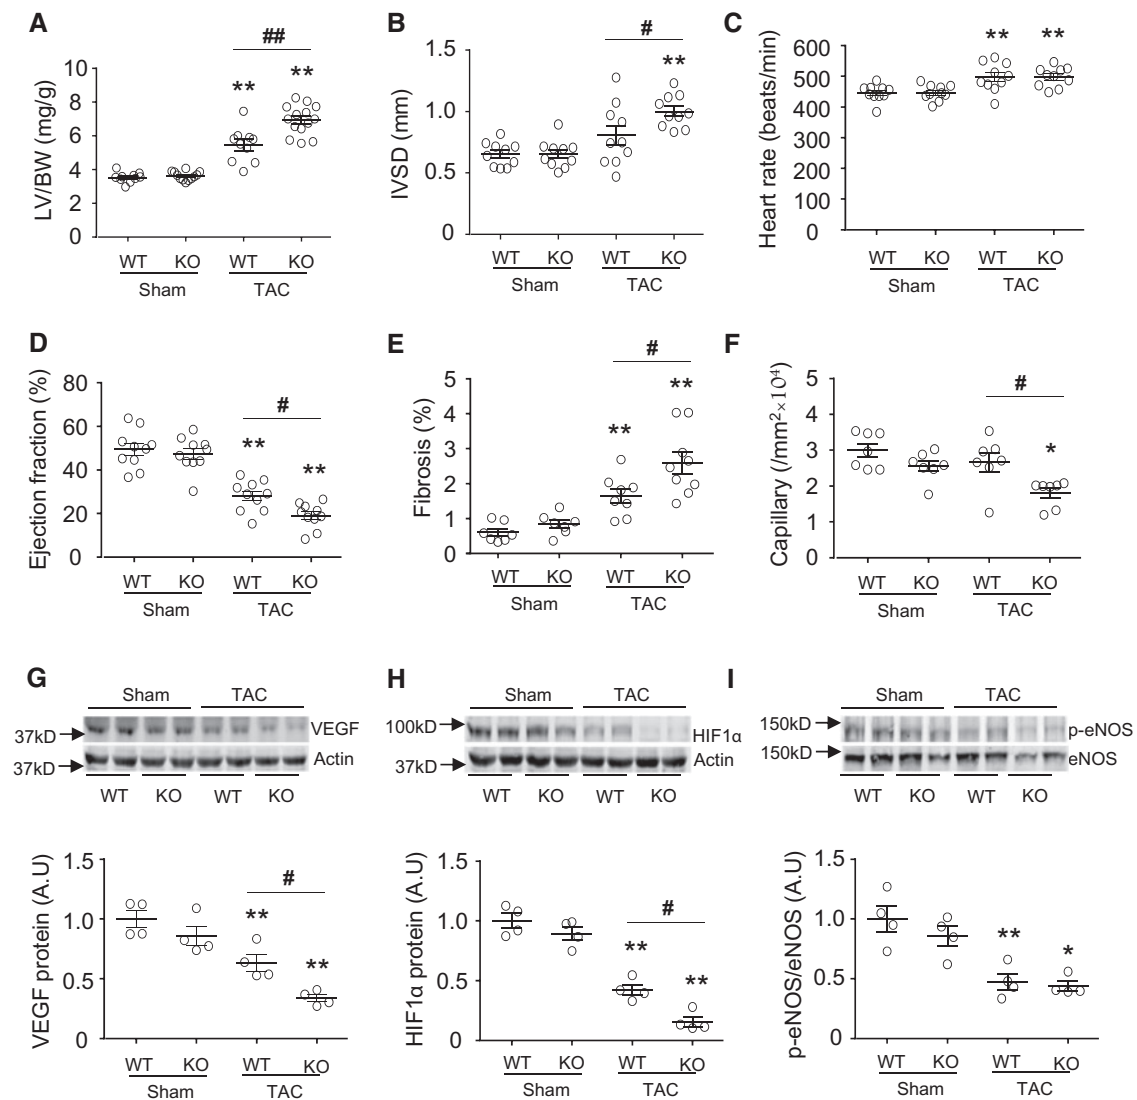 A
##
**
**
LV/BW (mg/g)
10
8
6
4
2
0
WT KO WT KO
Sham TAC
B
#
**
IVSD (mm)
1.5
1.0
0.5
0
WT KO WT KO
Sham TAC
C
** **
Heart rate (beats/min)
600
500
400
300
200
100
0
WT KO WT KO
Sham TAC
D
#
**
**
Ejection fraction (%)
80
60
40
20
0
WT KO WT KO
Sham TAC
E
#
**
**
Fibrosis (%)
5
4
3
2
1
0
WT KO WT KO
Sham TAC
F
#
*
Capillary (/mm²×10⁴)
5
4
3
2
1
0
WT KO WT KO
Sham TAC
G
Sham TAC
37kD VEGF
37kD Actin
WT KO WT KO
#
**
**
VEGF protein (A.U)
1.5
1.0
0.5
0
WT KO WT KO
Sham TAC
H
Sham TAC
100kD HIF1α
37kD Actin
WT KO WT KO
#
**
**
HIF1α protein (A.U)
1.5
1.0
0.5
0
WT KO WT KO
Sham TAC
I
Sham TAC
150kD p-eNOS
150kD eNOS
WT KO WT KO
**
*
p-eNOS/eNOS (A.U)
1.5
1.0
0.5
0
WT KO WT KO
Sham TAC